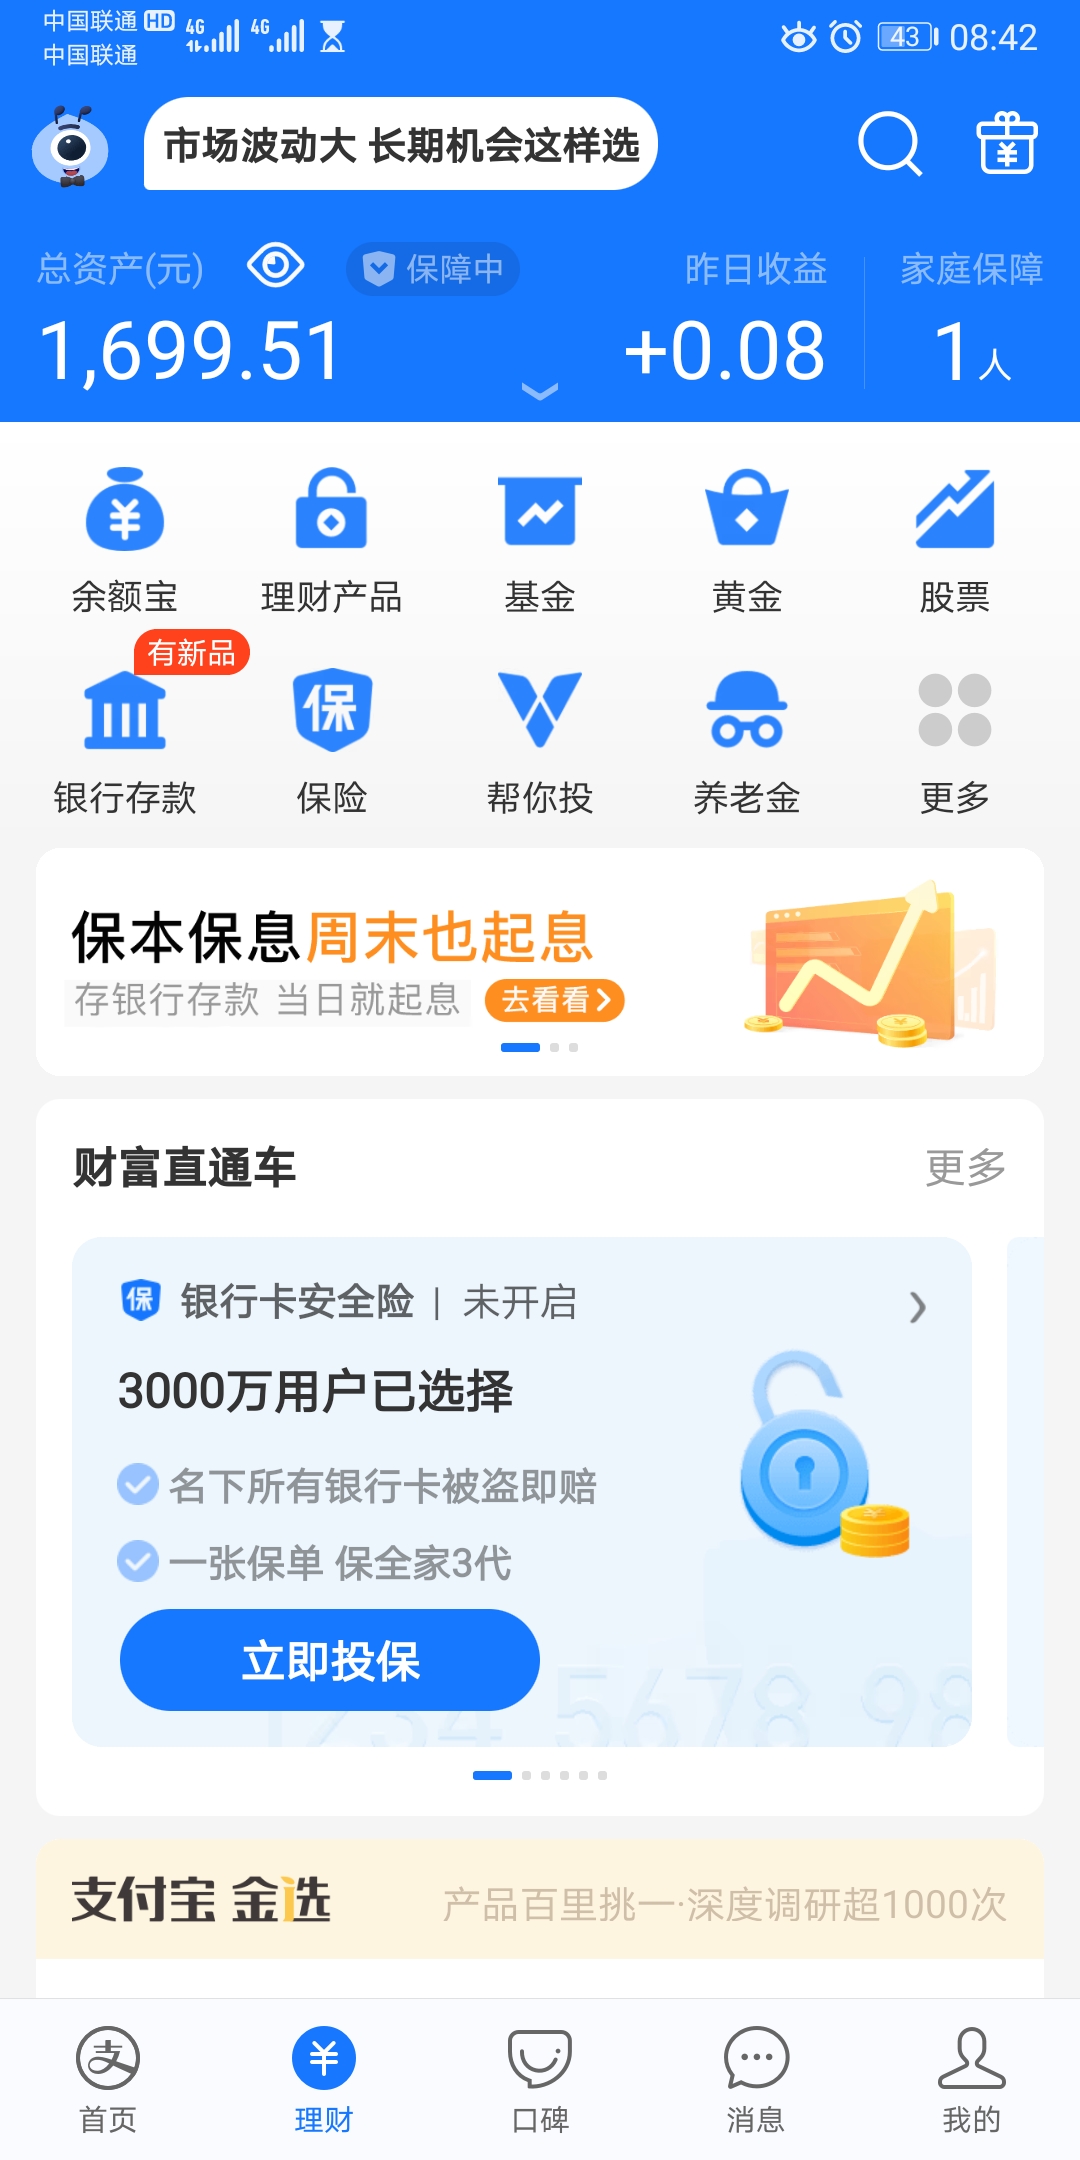 中国联通 HD 4G 4G 43 08:42
中国联通
市场波动大 长期机会这样选
总资产(元) 保障中 昨日收益 家庭保障
1,699.51 +0.08 1人
余额宝 理财产品 基金 黄金 股票
有新品
保
银行存款 保险 帮你投 养老金 更多
保本保息周末也起息
存银行存款 当日就起息 去看看
财富直通车 更多
保 银行卡安全险 | 未开启
3000万用户已选择
名下所有银行卡被盗即赔
一张保单 保全家3代
立即投保
1234 5678 98
支付宝 金选 产品百里挑一·深度调研超1000次
支
首页 理财 口碑 消息 我的